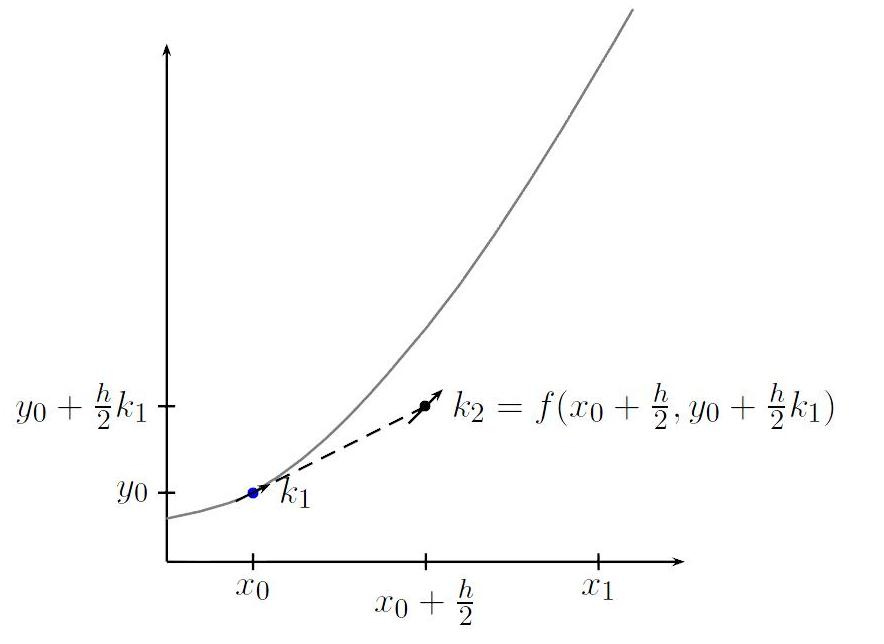 y₀ + h/2 k₁
k₂ = f(x₀ + h/2, y₀ + h/2 k₁)
y₀
k₁
x₀
x₀ + h/2
x₁